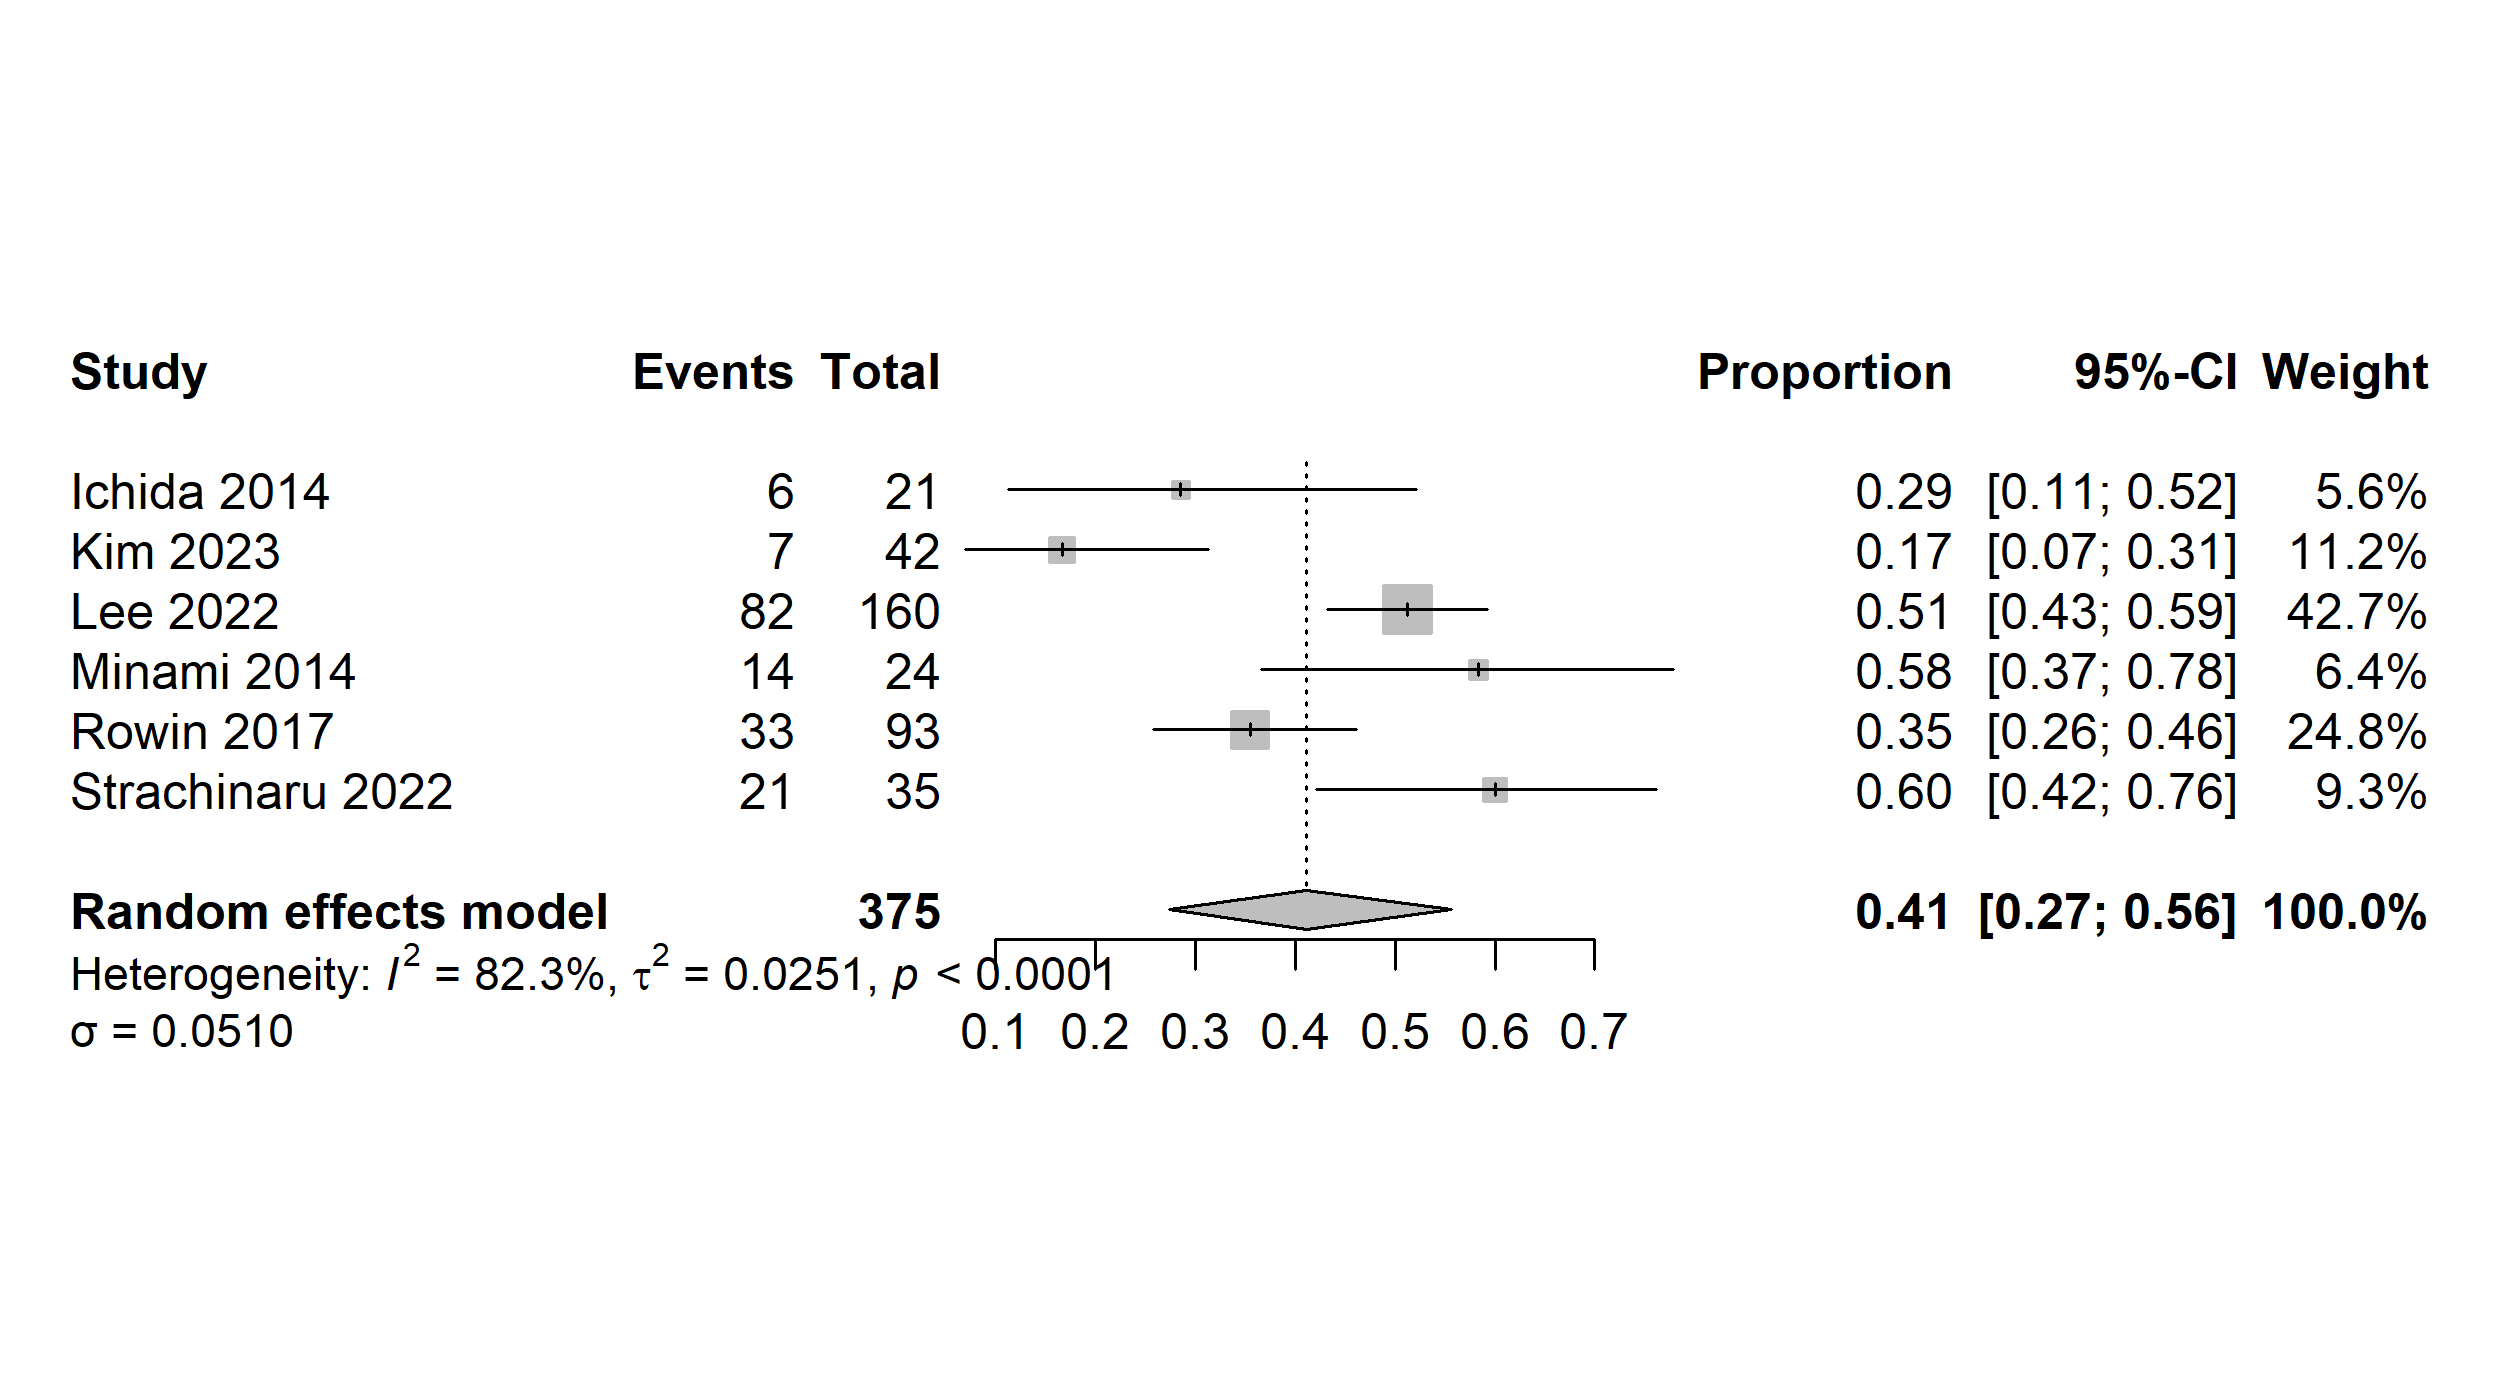 Study Events Total Proportion 95%-CI Weight
Ichida 2014 6 21 0.29 [0.11; 0.52] 5.6%
Kim 2023 7 42 0.17 [0.07; 0.31] 11.2%
Lee 2022 82 160 0.51 [0.43; 0.59] 42.7%
Minami 2014 14 24 0.58 [0.37; 0.78] 6.4%
Rowin 2017 33 93 0.35 [0.26; 0.46] 24.8%
Strachinaru 2022 21 35 0.60 [0.42; 0.76] 9.3%
Random effects model 375 0.41 [0.27; 0.56] 100.0%
Heterogeneity: I² = 82.3%, τ² = 0.0251, p < 0.0001
σ = 0.0510
0.1 0.2 0.3 0.4 0.5 0.6 0.7